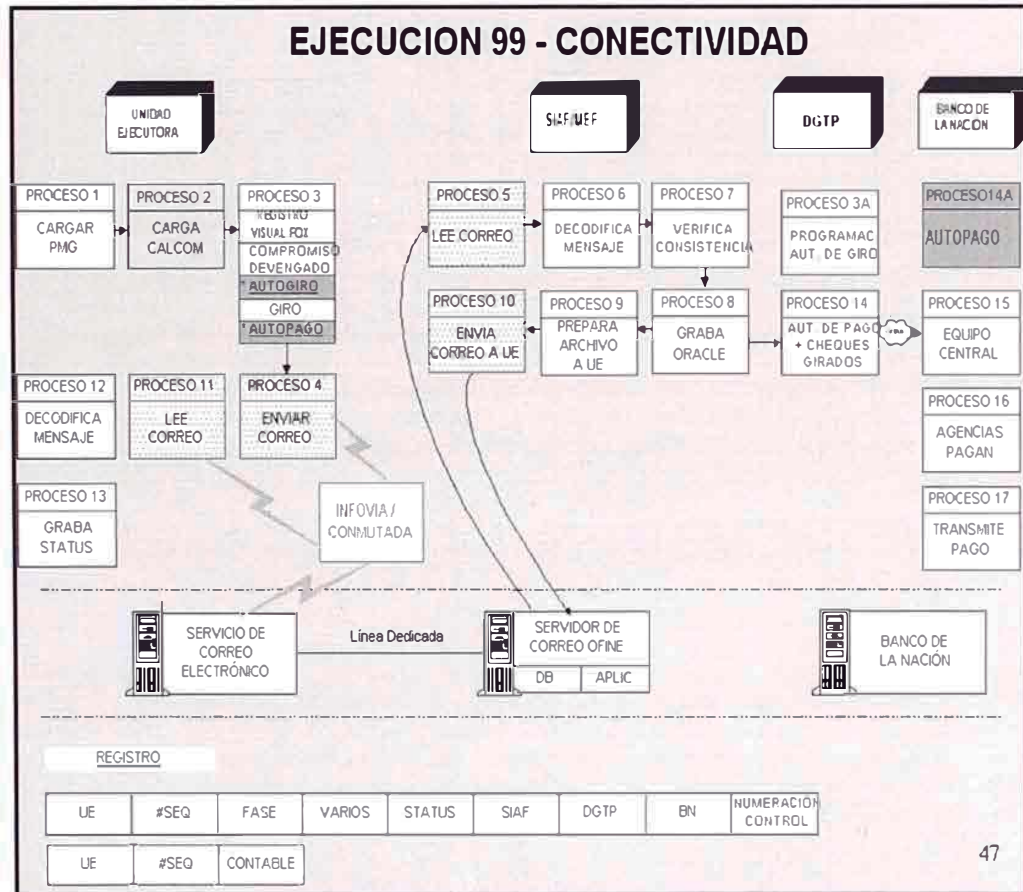 EJECUCION 99 - CONECTIVIDAD
UNIDAD
EJECUTORA
SIAF/MEF
DGTP
BANCO DE
LA NACION
PROCESO 1
CARGAR
PMG
PROCESO 2
CARGA
CALCOM
PROCESO 3
REGISTRO
VISUAL FOX
COMPROMISO
DEVENGADO
* AUTOGIRO
GIRO
* AUTOPAGO
PROCESO 5
LEE CORREO
PROCESO 6
DECODIFICA
MENSAJE
PROCESO 7
VERIFICA
CONSISTENCIA
PROCESO 3A
PROGRAMAC
AUT. DE GIRO
PROCESO14A
AUTOPAGO
PROCESO 10
ENVIA
CORREO A UE
PROCESO 9
PREPARA
ARCHIVO
A UE
PROCESO 8
GRABA
ORACLE
PROCESO 14
AUT. DE PAGO
+ CHEQUES
GIRADOS
PROCESO 15
EQUIPO
CENTRAL
PROCESO 12
DECODIFICA
MENSAJE
PROCESO 11
LEE
CORREO
PROCESO 4
ENVIAR
CORREO
PROCESO 16
AGENCIAS
PAGAN
PROCESO 13
GRABA
STATUS
INFOVIA /
CONMUTADA
PROCESO 17
TRANSMITE
PAGO
SERVICIO DE
CORREO
ELECTRÓNICO
Línea Dedicada
SERVIDOR DE
CORREO OFINE
DB APLIC
BANCO DE
LA NACIÓN
REGISTRO
UE #SEQ FASE VARIOS STATUS SIAF DGTP BN NUMERACIÓN CONTROL
UE #SEQ CONTABLE
47